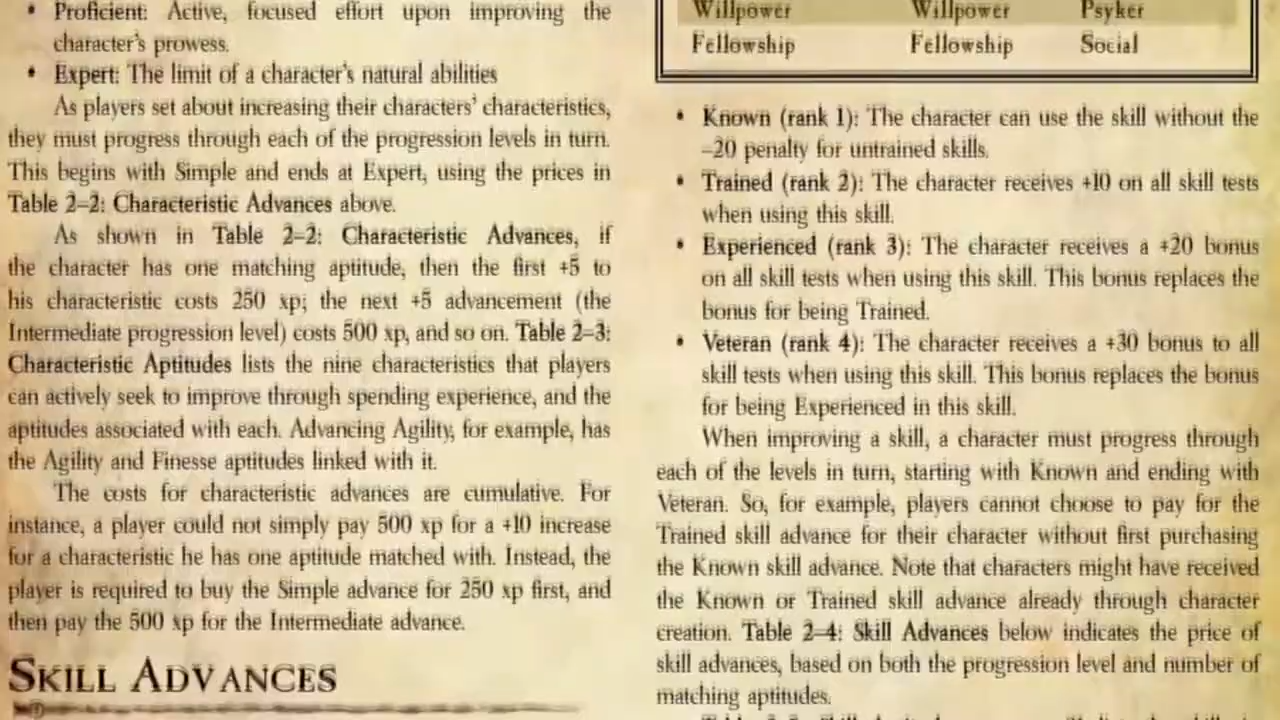 • Proficient: Active, focused effort upon improving the
character's prowess.
• Expert: The limit of a character's natural abilities
As players set about increasing their characters' characteristics,
they must progress through each of the progression levels in turn.
This begins with Simple and ends at Expert, using the prices in
Table 2–2: Characteristic Advances above.
As shown in Table 2–2: Characteristic Advances, if
the character has one matching aptitude, then the first +5 to
his characteristic costs 250 xp; the next +5 advancement (the
Intermediate progression level) costs 500 xp, and so on. Table 2–3:
Characteristic Aptitudes lists the nine characteristics that players
can actively seek to improve through spending experience, and the
aptitudes associated with each. Advancing Agility, for example, has
the Agility and Finesse aptitudes linked with it.
The costs for characteristic advances are cumulative. For
instance, a player could not simply pay 500 xp for a +10 increase
for a characteristic he has one aptitude matched with. Instead, the
player is required to buy the Simple advance for 250 xp first, and
then pay the 500 xp for the Intermediate advance.
SKILL ADVANCES
Willpower Willpower Psyker
Fellowship Fellowship Social
• Known (rank 1): The character can use the skill without the
–20 penalty for untrained skills.
• Trained (rank 2): The character receives +10 on all skill tests
when using this skill.
• Experienced (rank 3): The character receives a +20 bonus
on all skill tests when using this skill. This bonus replaces the
bonus for being Trained.
• Veteran (rank 4): The character receives a +30 bonus to all
skill tests when using this skill. This bonus replaces the bonus
for being Experienced in this skill.
When improving a skill, a character must progress through
each of the levels in turn, starting with Known and ending with
Veteran. So, for example, players cannot choose to pay for the
Trained skill advance for their character without first purchasing
the Known skill advance. Note that characters might have received
the Known or Trained skill advance already through character
creation. Table 2–4: Skill Advances below indicates the price of
skill advances, based on both the progression level and number of
matching aptitudes.